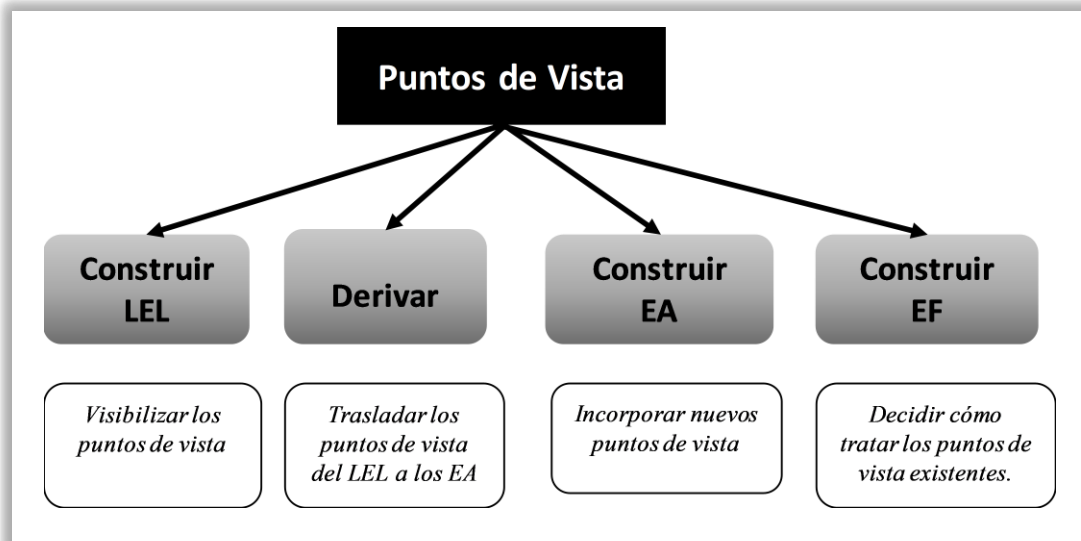 Puntos de Vista
Construir
LEL
Derivar
Construir
EA
Construir
EF
Visibilizar los
puntos de vista
Trasladar los
puntos de vista
del LEL a los EA
Incorporar nuevos
puntos de vista
Decidir cómo
tratar los puntos de
vista existentes.